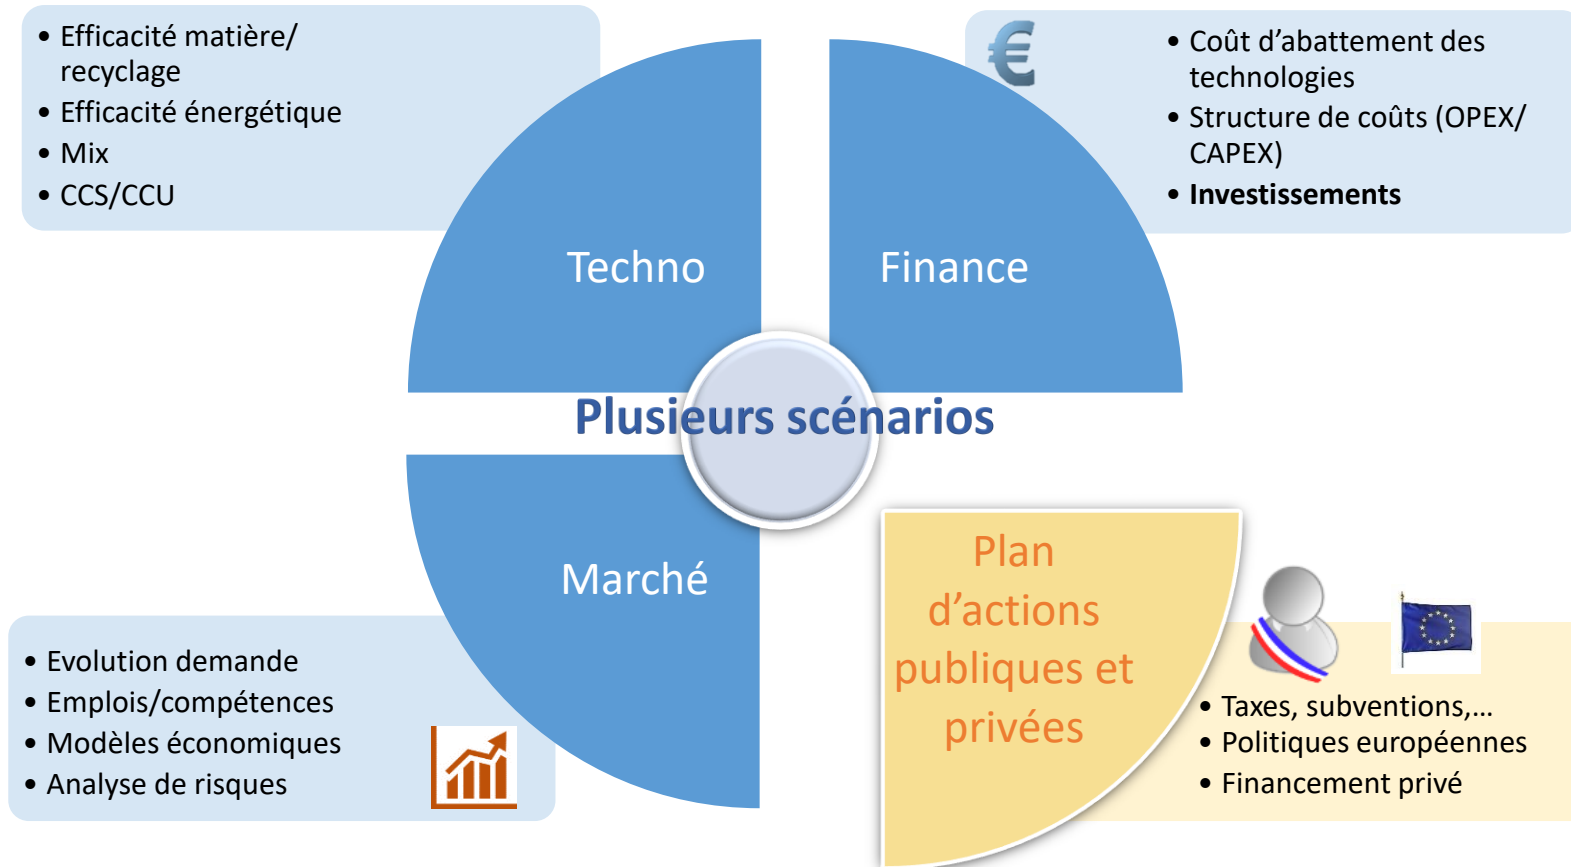 • Efficacité matière/
recyclage
• Efficacité énergétique
• Mix
• CCS/CCU
• Coût d’abattement des
technologies
• Structure de coûts (OPEX/
CAPEX)
• Investissements
Techno
Finance
Plusieurs scénarios
Marché
Plan
d’actions
publiques et
privées
• Evolution demande
• Emplois/compétences
• Modèles économiques
• Analyse de risques
• Taxes, subventions,...
• Politiques européennes
• Financement privé